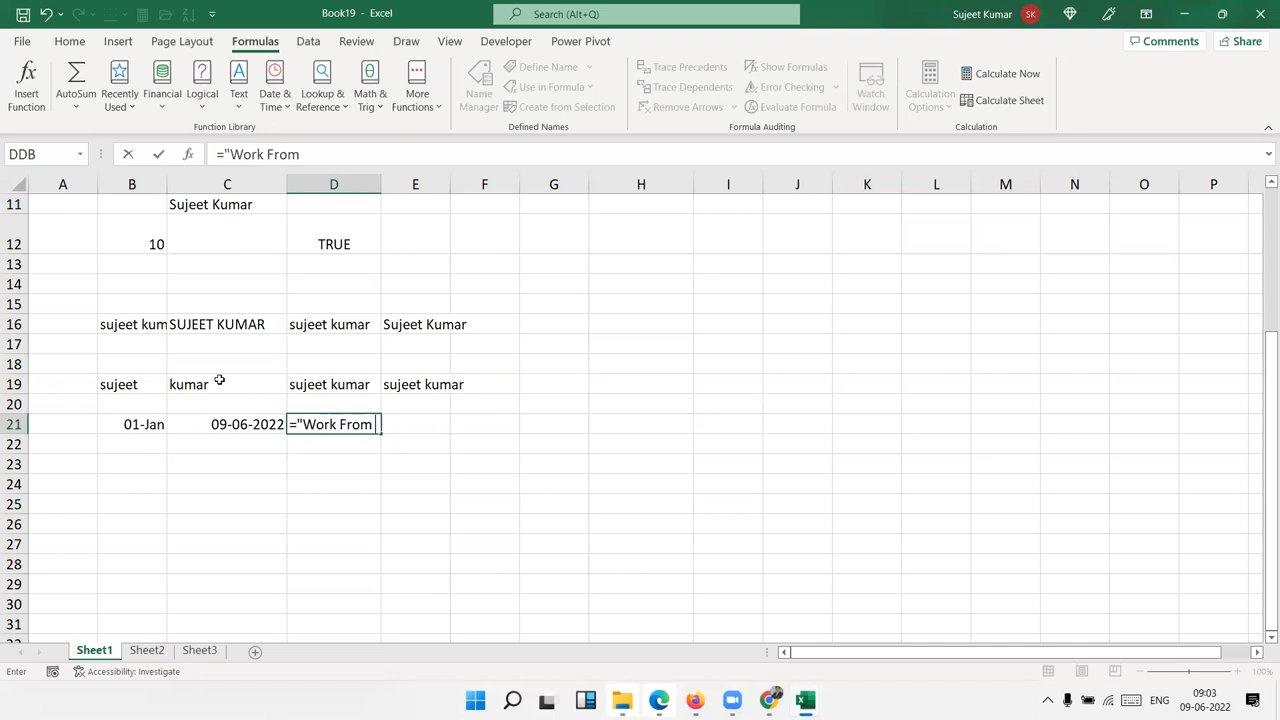 Book19 - Excel
Search (Alt+Q)
Sujeet Kumar SK
File Home Insert Page Layout Formulas Data Review View Draw Developer Power Pivot Comments Share
Insert Function
AutoSum
Recently Used
Financial
Logical
Text
Date & Time
Lookup & Reference
Math & Trig
More Functions
Function Library
Name Manager
Define Name
Use in Formula
Create from Selection
Defined Names
Trace Precedents
Trace Dependents
Remove Arrows
Show Formulas
Error Checking
Evaluate Formula
Formula Auditing
Watch Window
Calculation Options
Calculate Now
Calculate Sheet
Calculation
DDB fx ="Work From
A B C D E F G H I J K L M N O P
11 Sujeet Kumar
12 10 TRUE
13
14
15
16 sujeet kum SUJEET KUMAR sujeet kumar Sujeet Kumar
17
18
19 sujeet kumar sujeet kumar sujeet kumar
20
21 01-Jan 09-06-2022 ="Work From
22
23
24
25
26
27
28
29
30
31
Sheet1 Sheet2 Sheet3
Enter Accessibility: Investigate 100%
ENG 09:03
09-06-2022